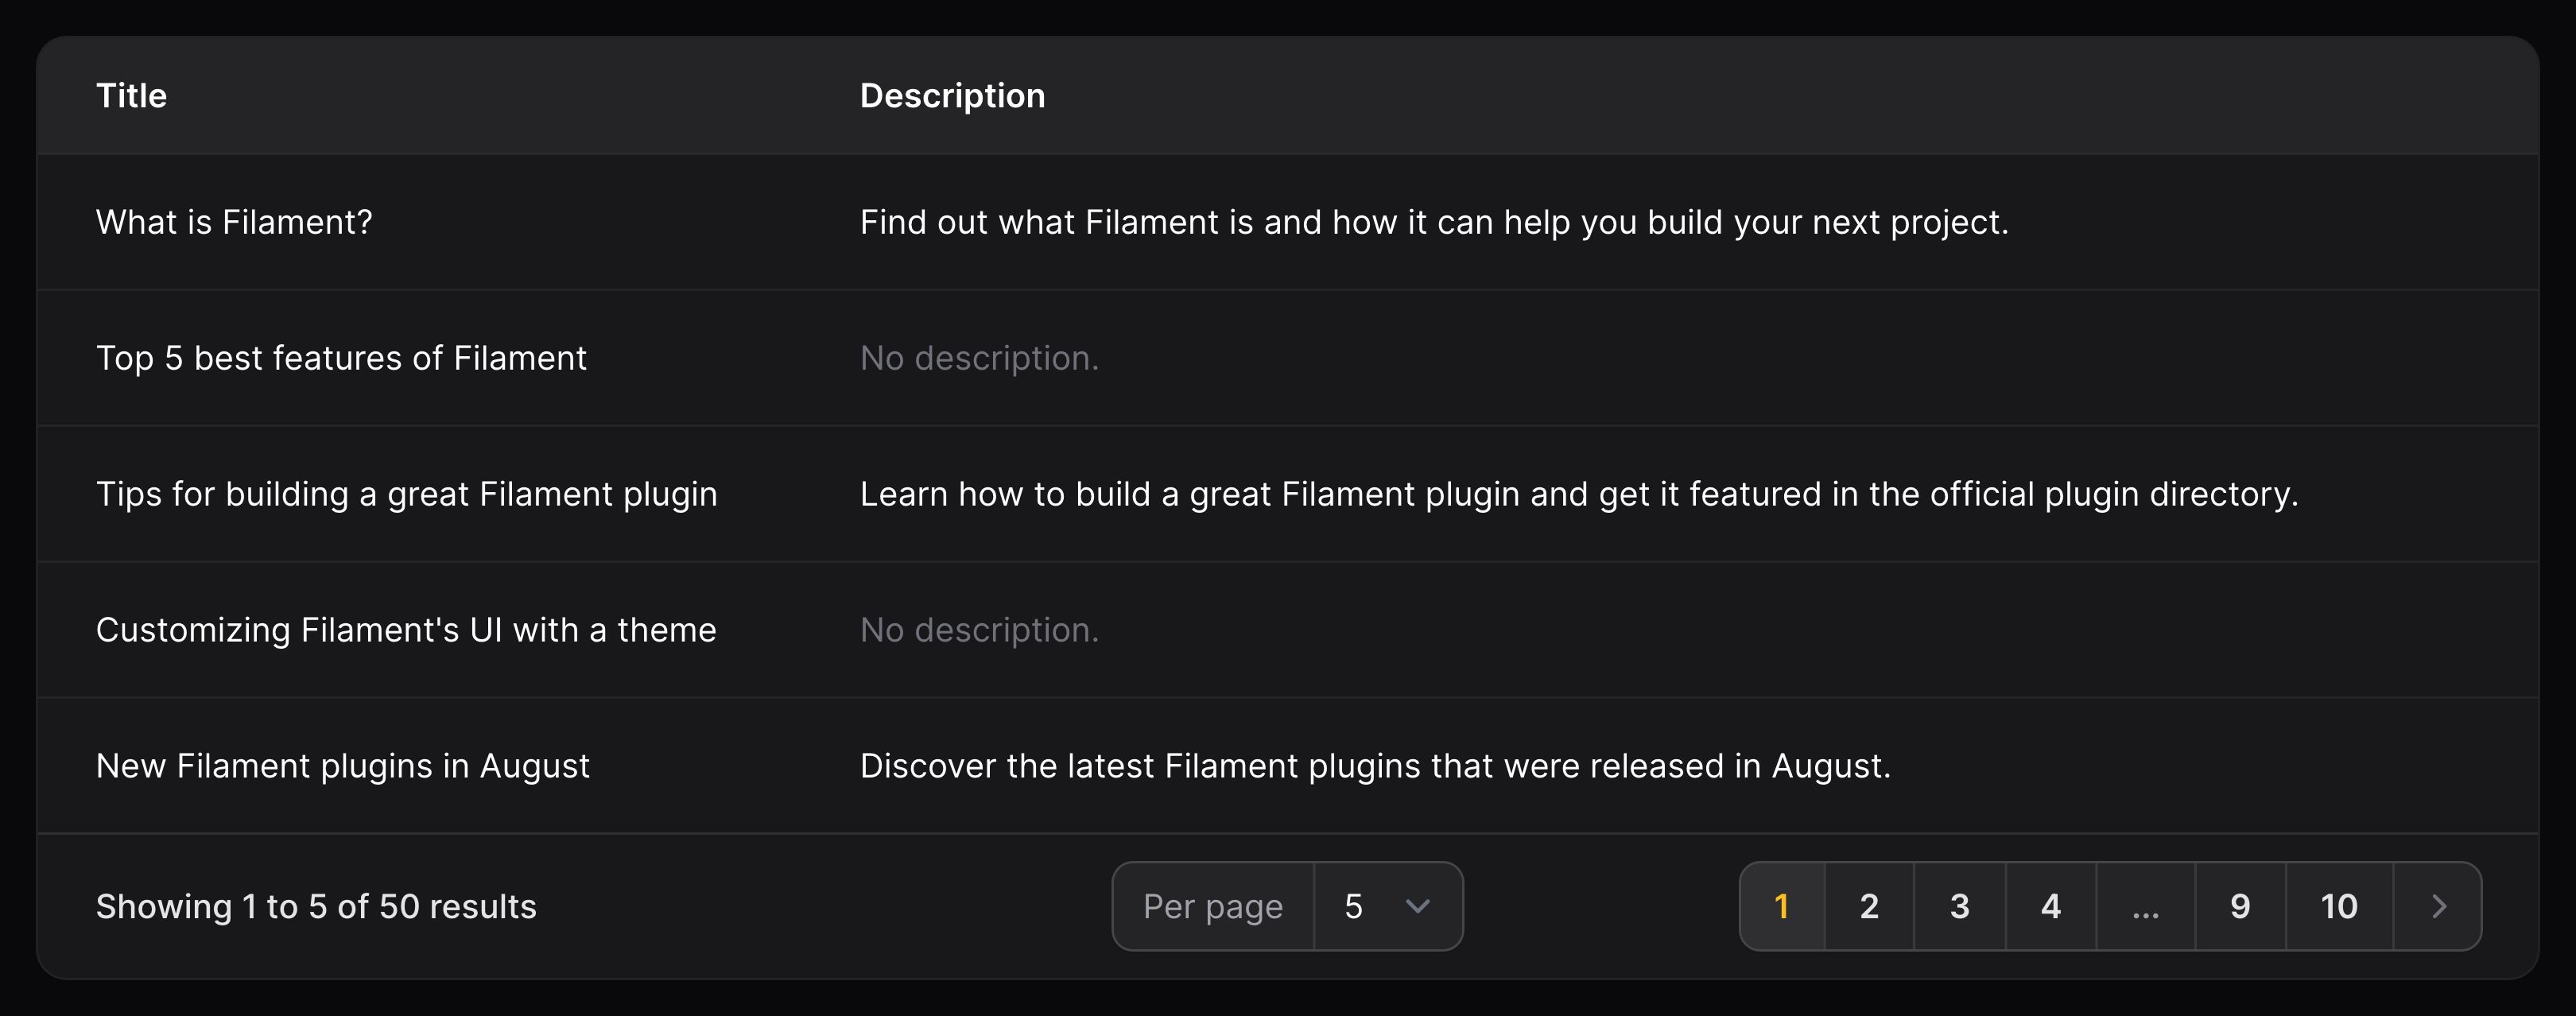 Title Description
What is Filament? Find out what Filament is and how it can help you build your next project.
Top 5 best features of Filament No description.
Tips for building a great Filament plugin Learn how to build a great Filament plugin and get it featured in the official plugin directory.
Customizing Filament's UI with a theme No description.
New Filament plugins in August Discover the latest Filament plugins that were released in August.
Showing 1 to 5 of 50 results Per page 5 1 2 3 4 ... 9 10